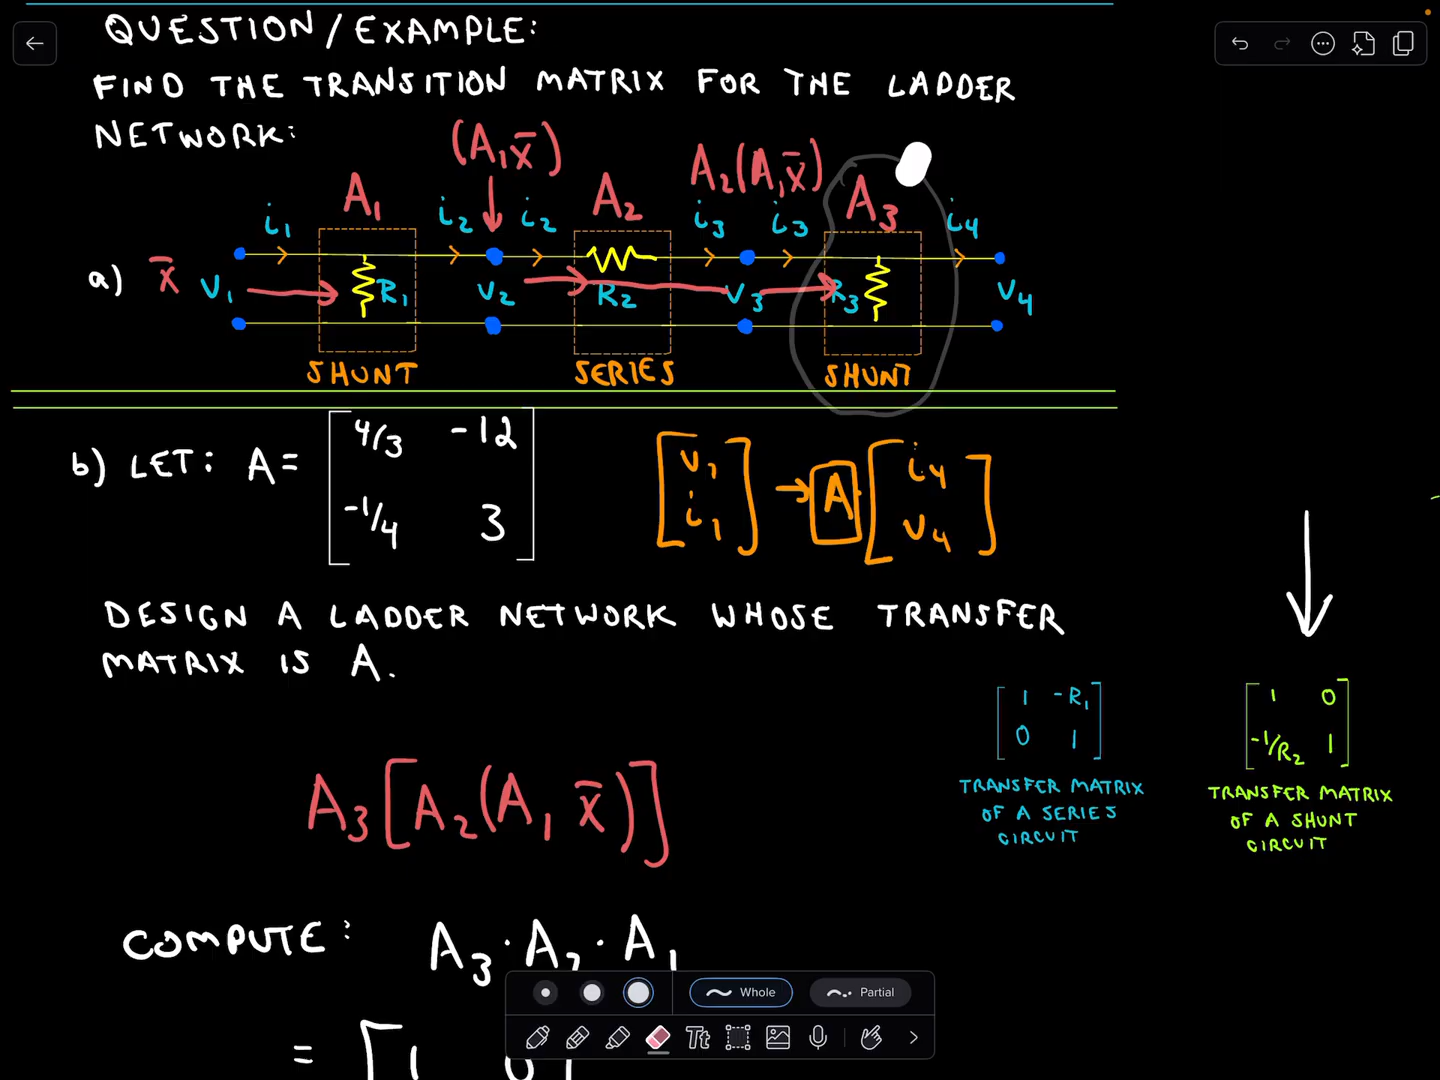 QUESTION/EXAMPLE:
FIND THE TRANSITION MATRIX FOR THE LADDER
NETWORK:
(A₁x̄)
A₂(A₁x̄)
A₁
A₂
A₃
i₁
i₂
i₂
i₃
i₃
i₄
a) x̄ V₁ R₁ V₂ R₂ V₃ R₃ V₄
SHUNT
SERIES
SHUNT
b) LET: A = [4/3 -12
-1/4 3]
[V₁ i₁] → A · [i₄ V₄]
DESIGN A LADDER NETWORK WHOSE TRANSFER
MATRIX IS A.
[1 -R₁
0 1]
TRANSFER MATRIX
OF A SERIES
CIRCUIT
[1 0
-1/R₂ 1]
TRANSFER MATRIX
OF A SHUNT
CIRCUIT
A₃[A₂(A₁ x̄)]
COMPUTE: A₃ · A₂ · A₁
= [1 0
Whole
Partial
Tt